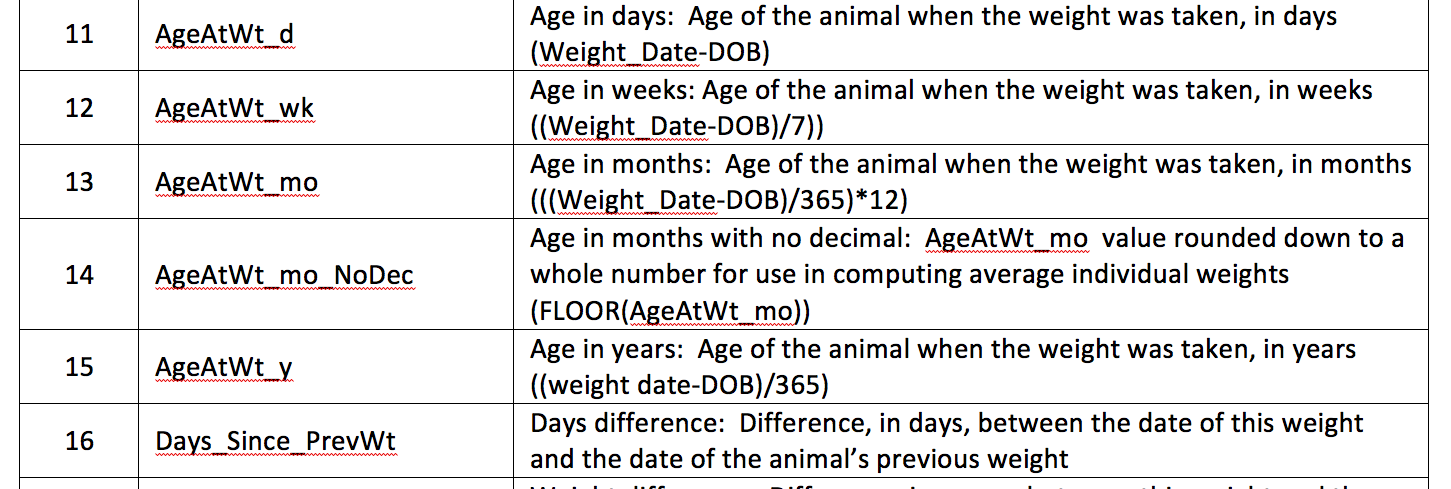 Age in days:  Age of the animal when the weight was taken, in days
11 AgeAtWt_d
(Weight_Date-DOB)
Age in weeks: Age of the animal when the weight was taken, in weeks
12 AgeAtWt_wk
((Weight_Date-DOB)/7))
Age in months:  Age of the animal when the weight was taken, in months
13 AgeAtWt_mo
(((Weight_Date-DOB)/365)*12)
Age in months with no decimal:  AgeAtWt_mo  value rounded down to a
14 AgeAtWt_mo_NoDec whole number for use in computing average individual weights
(FLOOR(AgeAtWt_mo))
Age in years:  Age of the animal when the weight was taken, in years
15 AgeAtWt_y
((weight date-DOB)/365)
Days difference:  Difference, in days, between the date of this weight
16 Days_Since_PrevWt
and the date of the animal’s previous weight